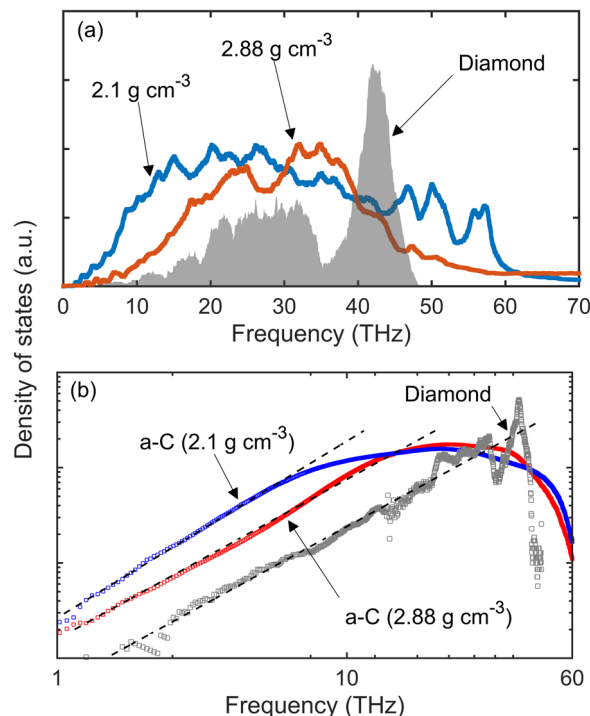 (a)
2.88 g cm⁻³
Diamond
2.1 g cm⁻³
0 10 20 30 40 50 60 70
Frequency (THz)
Density of states (a.u.)
(b)
Diamond
a-C (2.1 g cm⁻³)
a-C (2.88 g cm⁻³)
1 10 60
Frequency (THz)